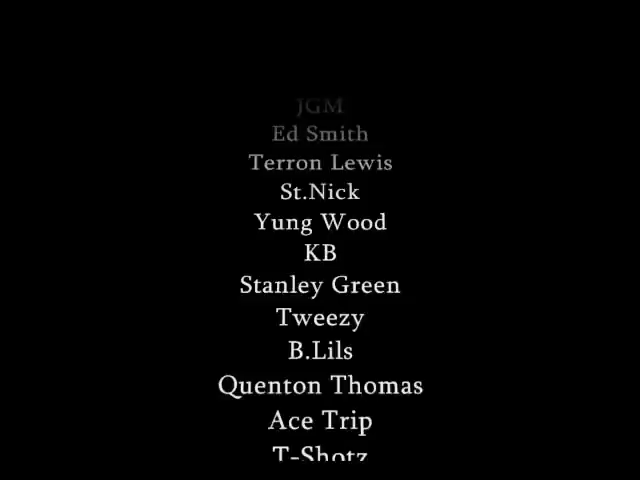 JGM
Ed Smith
Terron Lewis
St.Nick
Yung Wood
KB
Stanley Green
Tweezy
B.Lils
Quenton Thomas
Ace Trip
T-Shotz